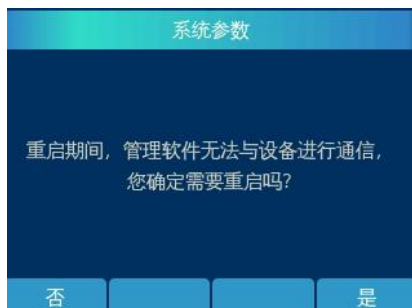 系统参数
重启期间，管理软件无法与设备进行通信，
您确定需要重启吗？
否
是